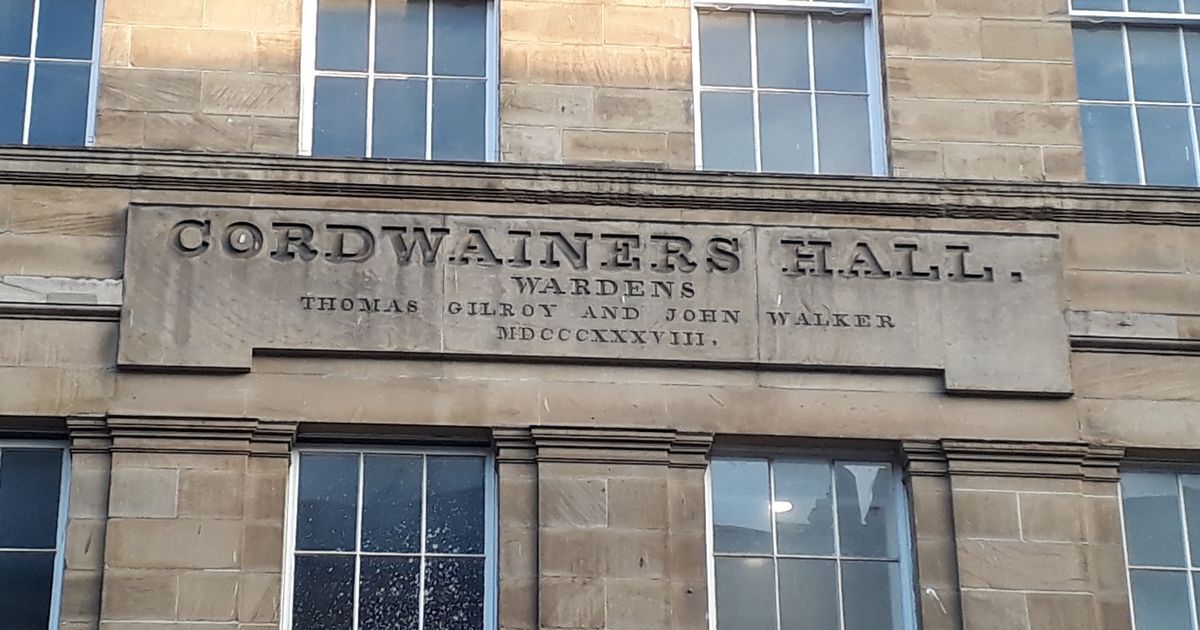 CORDWAINERS HALL.
WARDENS
THOMAS GILROY AND JOHN WALKER
MDCCCXXXVIII.